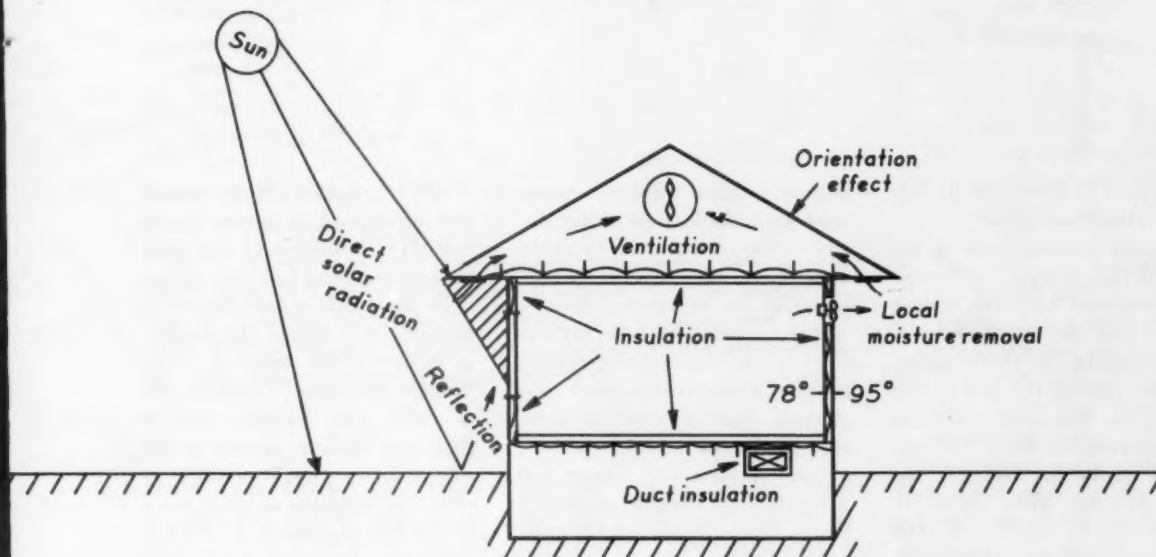 Sun
Orientation
effect
Ventilation
Direct
solar
radiation
Reflection
Insulation
Local
moisture removal
78° 95°
Duct insulation